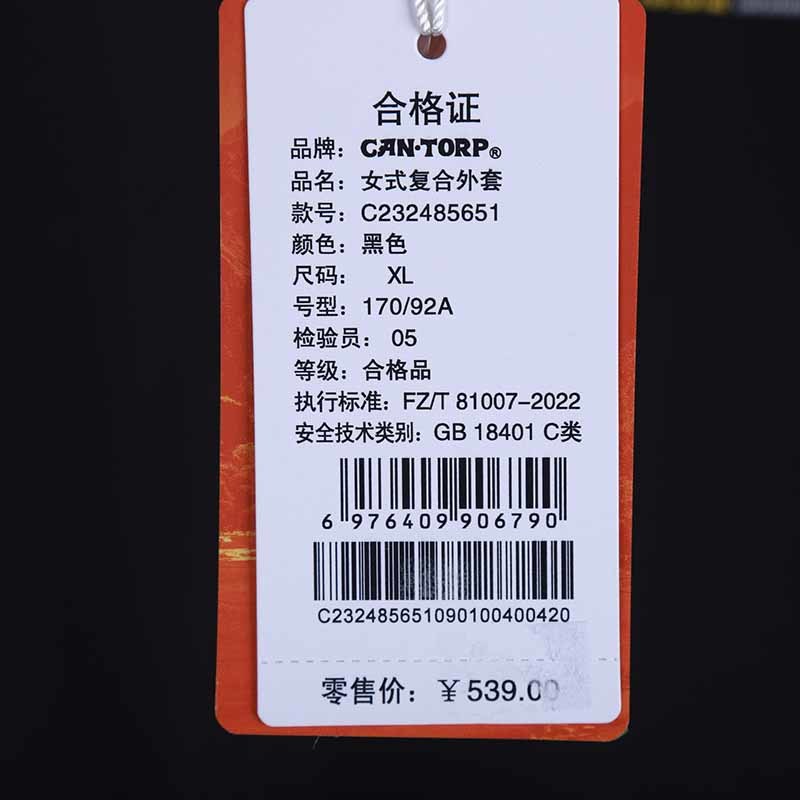 合格证
品牌：CAN·TORP®
品名：女式复合外套
款号：C232485651
颜色：黑色
尺码： XL
号型：170/92A
检验员： 05
等级：合格品
执行标准：FZ/T 81007-2022
安全技术类别：GB 18401 C类
6 976409 906790
C232485651090100400420
零售价：￥539.00